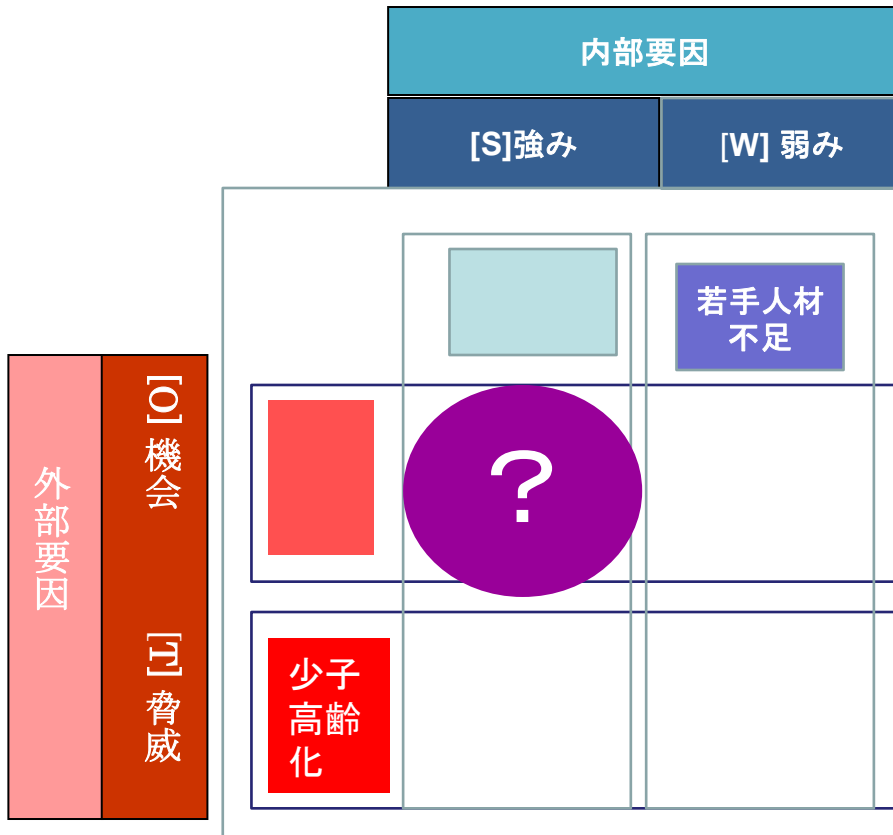 内部要因
[S]強み
[W] 弱み
若手人材
不足
外部要因
[O] 機会
[T] 脅威
?
少子
高齢
化